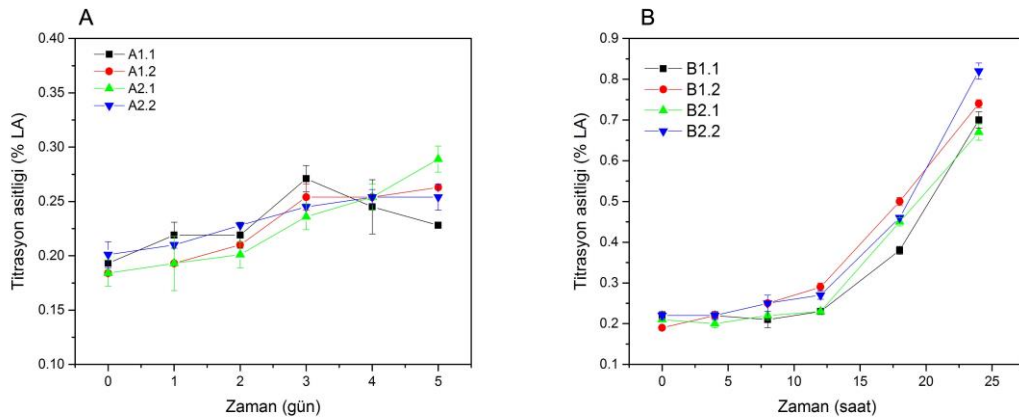 A
Titrasyon asitligi (% LA)
0.40
0.35
0.30
0.25
0.20
0.15
0.10
A1.1
A1.2
A2.1
A2.2
0 1 2 3 4 5
Zaman (gün)
B
Titrasyon asitligi (% LA)
0.9
0.8
0.7
0.6
0.5
0.4
0.3
0.2
0.1
B1.1
B1.2
B2.1
B2.2
0 5 10 15 20 25
Zaman (saat)